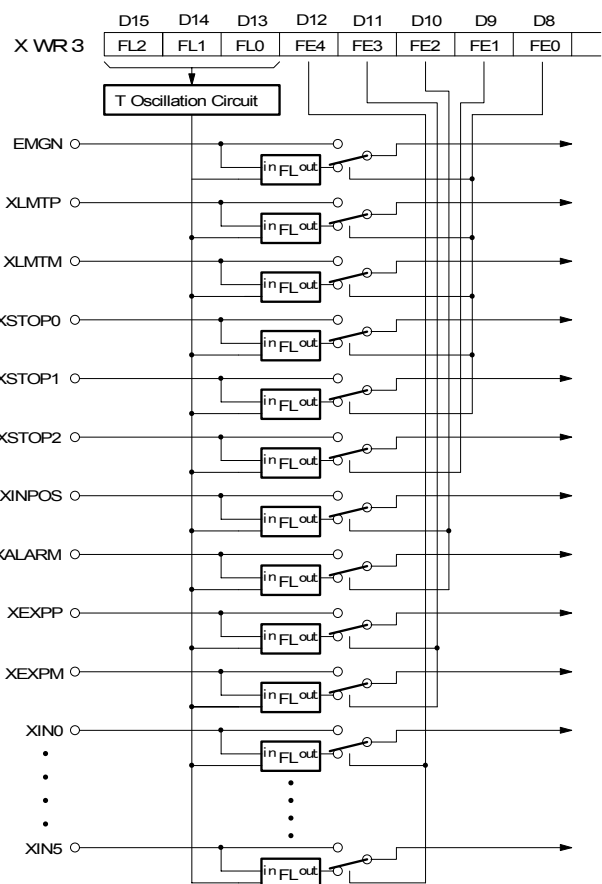 D15 D14 D13 D12 D11 D10 D9 D8
X WR 3 FL2 FL1 FL0 FE4 FE3 FE2 FE1 FE0
T Oscillation Circuit
EMGN
in FL out
XLMTP
in FL out
XLMTM
in FL out
XSTOP0
in FL out
XSTOP1
in FL out
XSTOP2
in FL out
XINPOS
in FL out
XALARM
in FL out
XEXPP
in FL out
XEXPM
in FL out
XIN0
in FL out
XIN5
in FL out